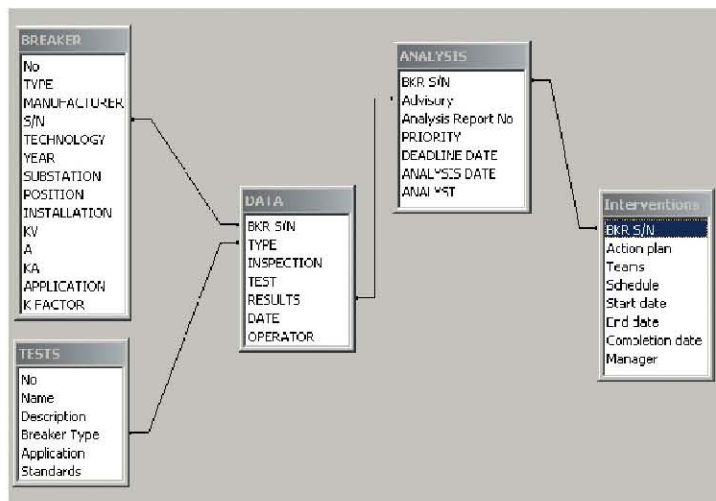 BREAKER
No
TYPE
MANUFACTURER
S/N
TECHNOLOGY
YEAR
SUBSTATION
POSITION
INSTALLATION
KV
A
KA
APPLICATION
K FACTOR
TESTS
No
Name
Description
Breaker Type
Application
Standards
DATA
BKR S/N
TYPE
INSPECTION
TEST
RESULTS
DATE
OPERATOR
ANALYSIS
BKR S/N
Advisory
Analysis Report No
PRIORITY
DEADLINE DATE
ANALYSIS DATE
ANALYST
Interventions
BKR S/N
Action plan
Teams
Schedule
Start date
End date
Completion date
Manager